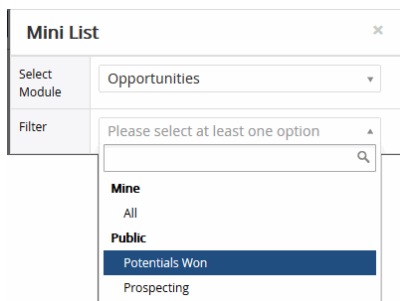 Mini List ×
Select Module
Opportunities
Filter
Please select at least one option
Mine
All
Public
Potentials Won
Prospecting